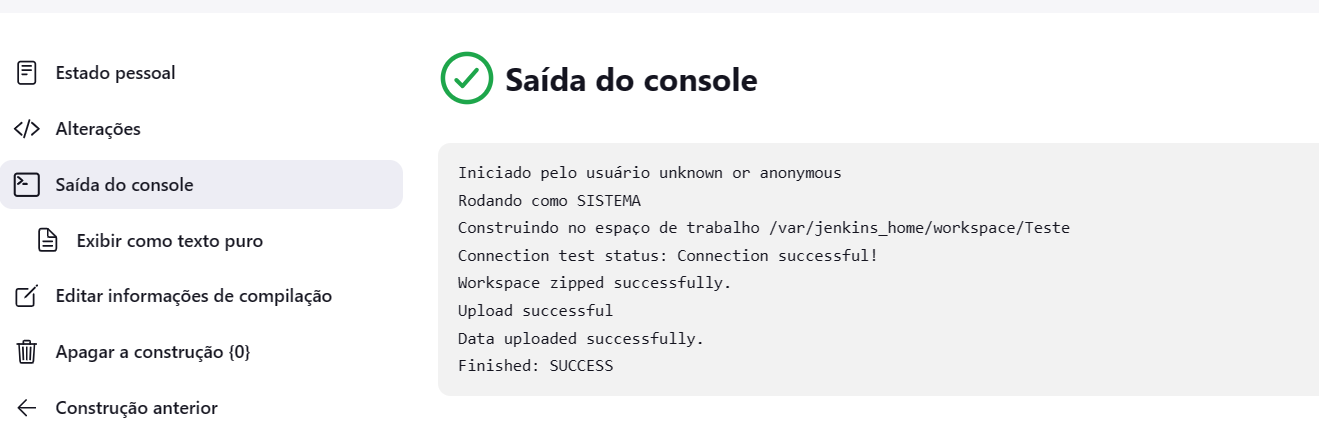 Estado pessoal
Alterações
Saída do console
Exibir como texto puro
Editar informações de compilação
Apagar a construção {0}
Construção anterior
Saída do console
Iniciado pelo usuário unknown or anonymous
Rodando como SISTEMA
Construindo no espaço de trabalho /var/jenkins_home/workspace/Teste
Connection test status: Connection successful!
Workspace zipped successfully.
Upload successful
Data uploaded successfully.
Finished: SUCCESS